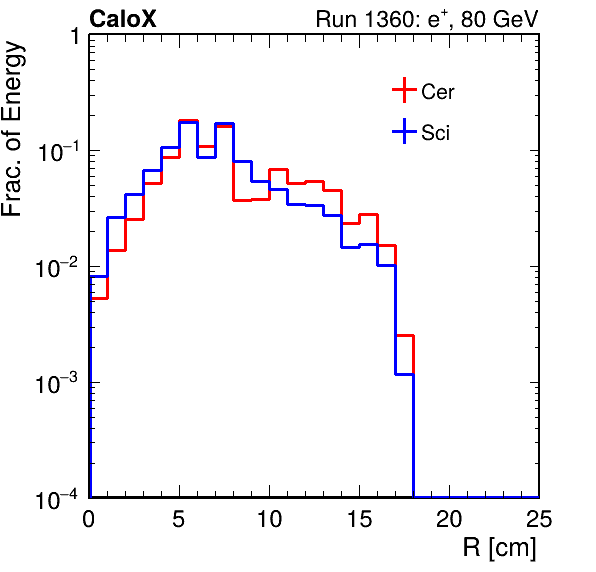 CaloX Run 1360: e⁺, 80 GeV
Frac. of Energy
1
10⁻¹
10⁻²
10⁻³
10⁻⁴
Cer
Sci
0 5 10 15 20 25
R [cm]